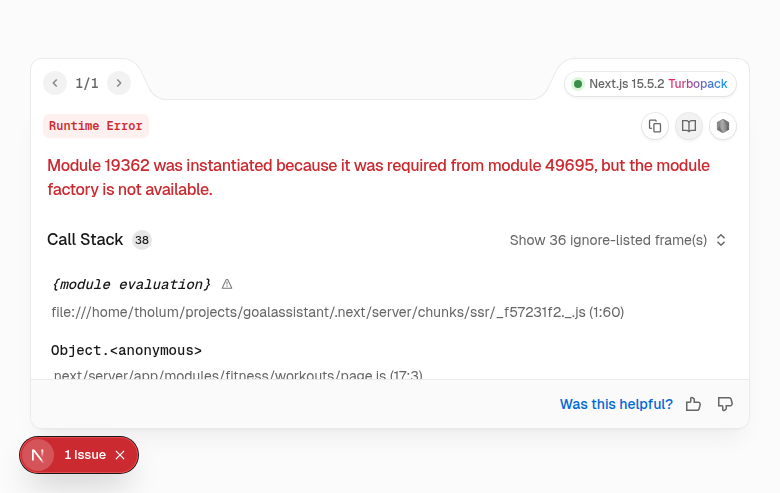 1/1
Next.js 15.5.2 Turbopack
Runtime Error
Module 19362 was instantiated because it was required from module 49695, but the module
factory is not available.
Call Stack 38
Show 36 ignore-listed frame(s)
{module evaluation}
file:///home/tholum/projects/goalassistant/.next/server/chunks/ssr/_f57231f2._.js (1:60)
Object.<anonymous>
.next/server/app/modules/fitness/workouts/page.js (17:3)
Was this helpful?
N 1 Issue